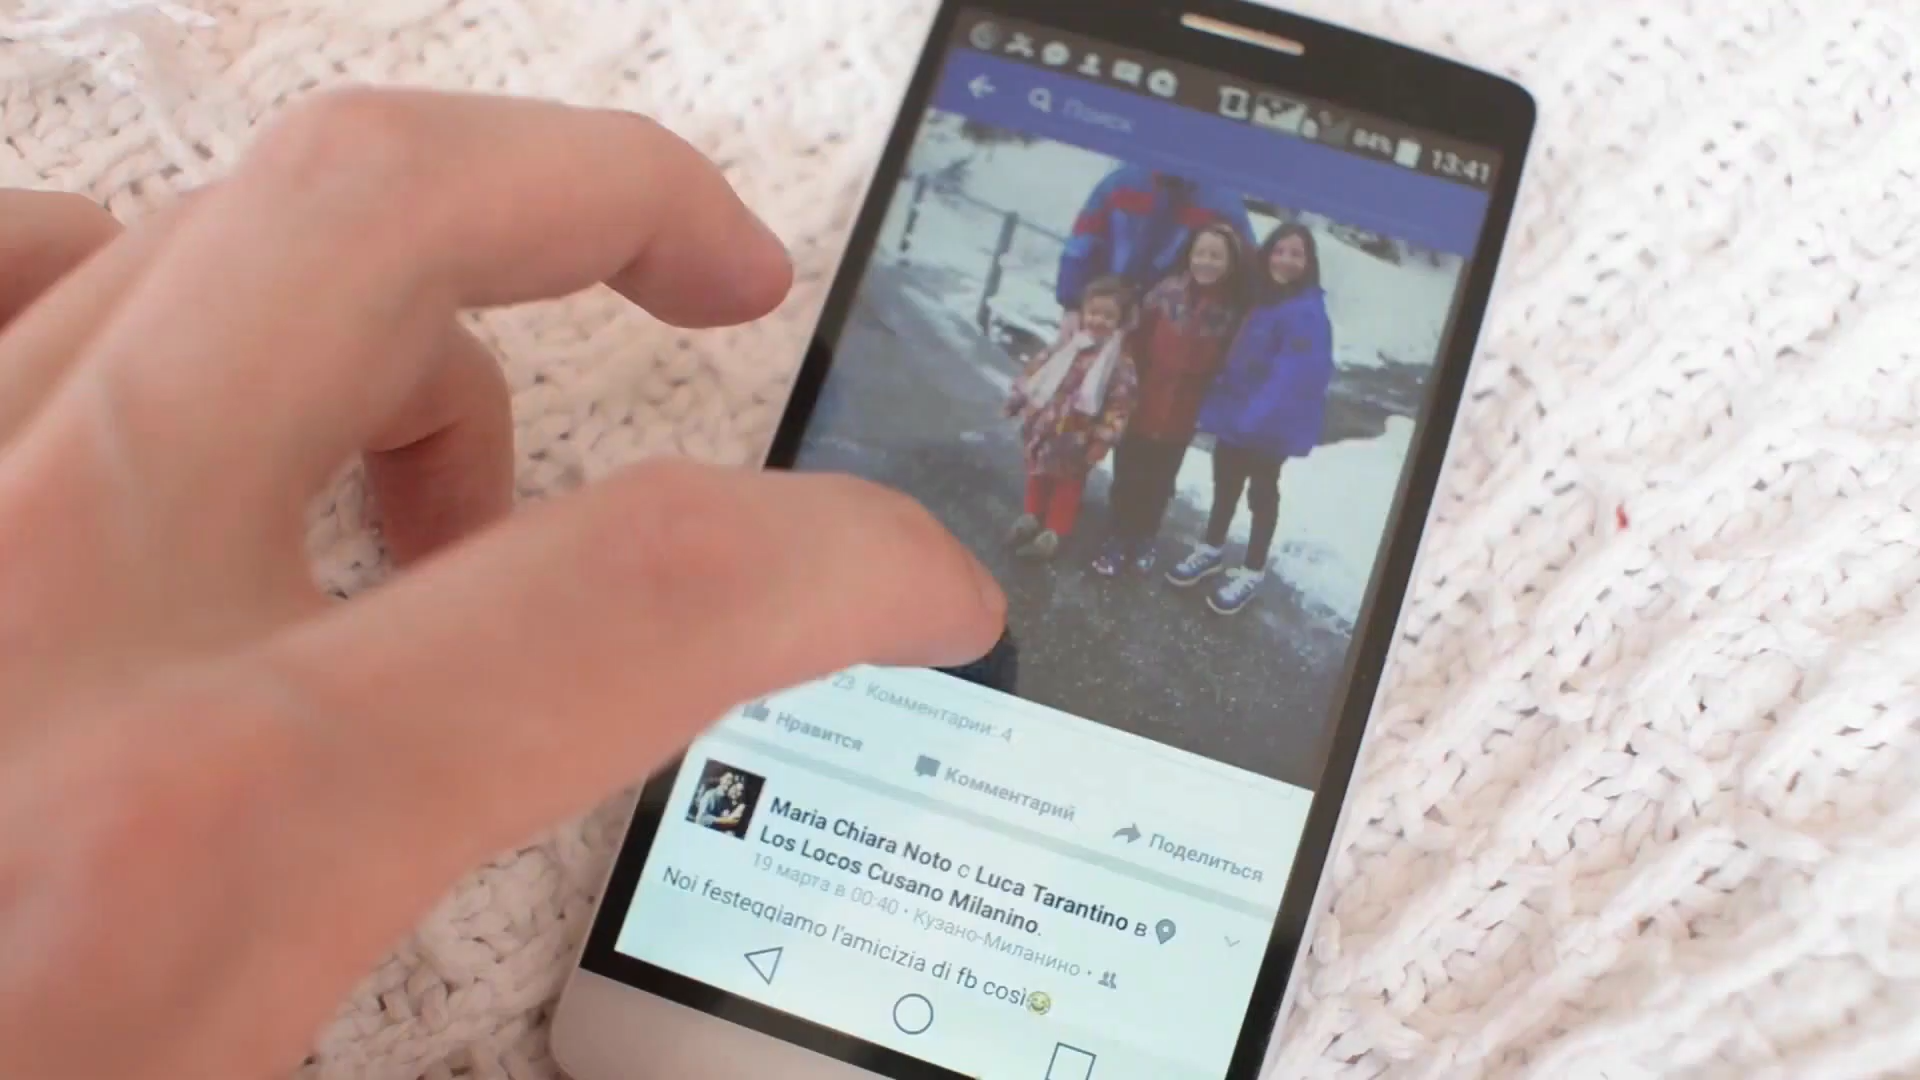 84% 13:41
Поиск
23 Комментарии: 4
Нравится Комментарий Поделиться
Maria Chiara Noto с Luca Tarantino в
Los Locos Cusano Milanino.
19 марта в 00:40 • Кузано-Миланино •
Noi festeggiamo l'amicizia di fb così😂